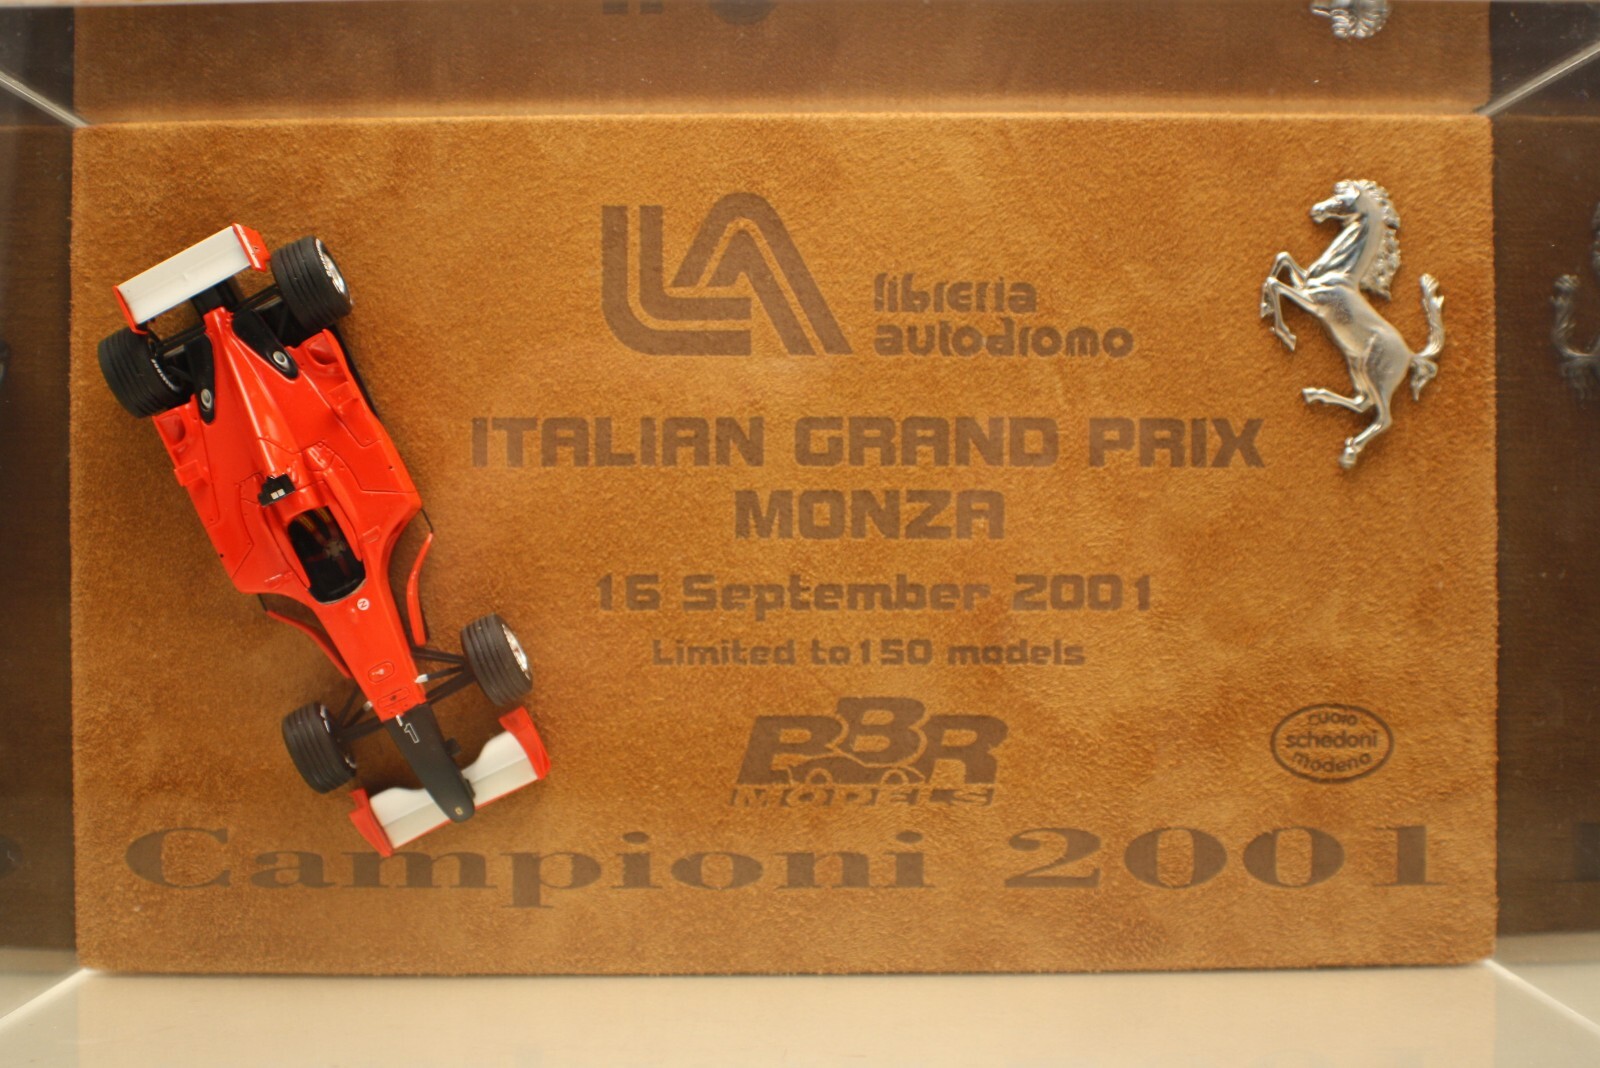 LA
libreria
autodromo
ITALIAN GRAND PRIX
MONZA
16 September 2001
Limited to 150 models
BBR
MODELS
cuoio
schedoni
modena
Campioni 2001
1